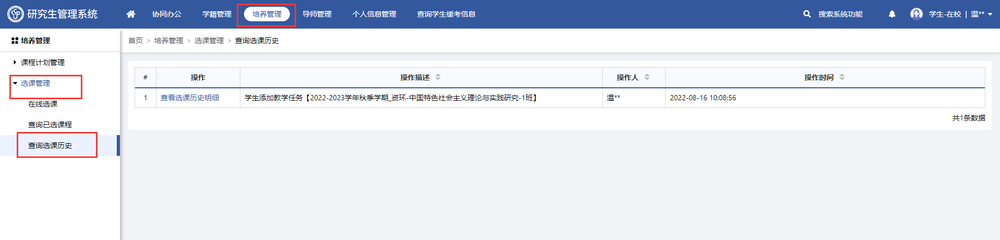 研究生管理系统
协同办公 学籍管理 培养管理 导师管理 个人信息管理 查询学生缓考信息
搜索系统功能
学生-在校 | 温**
培养管理
首页 > 培养管理 > 选课管理 > 查询选课历史
课程计划管理
选课管理
在线选课
查询已选课程
查询选课历史
# 操作 操作描述 操作人 操作时间
1 查看选课历史明细 学生添加教学任务【2022-2023学年秋季学期_资环-中国特色社会主义理论与实践研究-1班】 温** 2022-08-16 10:08:56
共1条数据